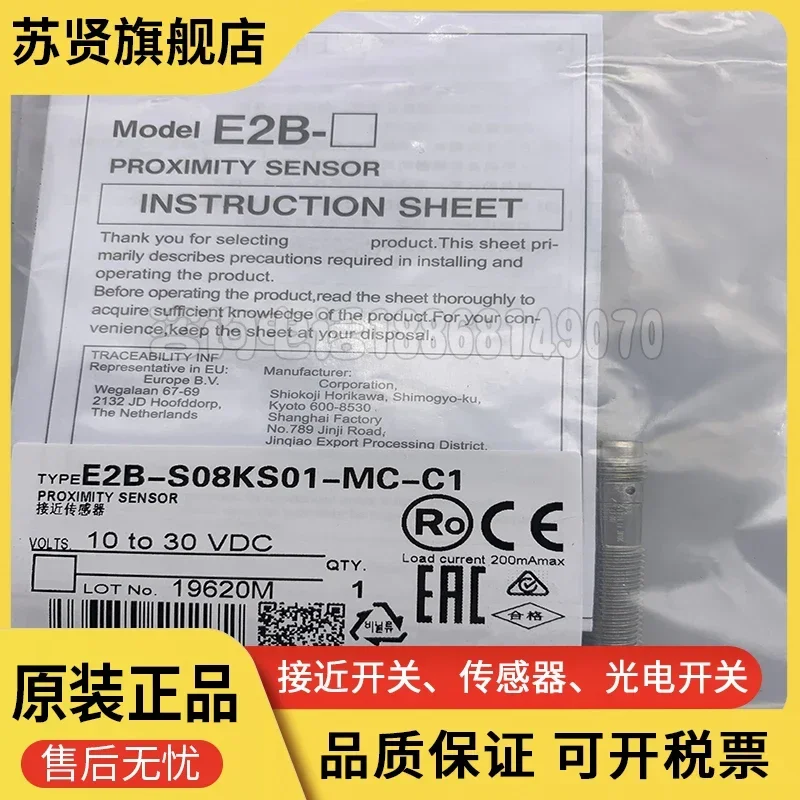 苏贤旗舰店
Model E2B-□
PROXIMITY SENSOR
INSTRUCTION SHEET
Thank you for selecting product.This sheet pri-
marily describes precautions required in installing and
operating the product.
Before operating the product,read the sheet thoroughly to
acquire sufficient knowledge of the product.For your con-
venience,keep the sheet at your disposal.
18868149070
TRACEABILITY INF
Representative in EU:
Europe B.V.
Wegalaan 67-69
2132 JD Hoofddorp,
The Netherlands
Manufacturer:
Corporation,
Shiokoji Horikawa, Shimogyo-ku,
Kyoto 600-8530
Shanghai Factory
No.789 Jinji Road,
Jinqiao Export Processing District,
TYPE E2B-S08KS01-MC-C1
PROXIMITY SENSOR
接近传感器
VOLTS. 10 to 30 VDC
QTY.
1
LOT No. 19620M
Ro CE
Load current 200mAmax
EAC
合格
비닐류
原装正品
售后无忧
接近开关、传感器、光电开关
品质保证 可开税票